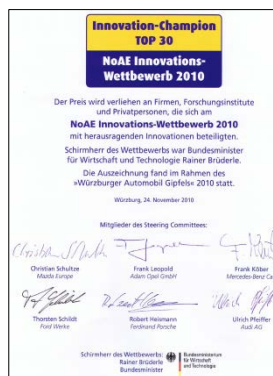 Innovation-Champion
TOP 30
NoAE Innovations-
Wettbewerb 2010
Der Preis wird verliehen an Firmen, Forschungsinstitute
und Privatpersonen, die sich am
NoAE Innovations-Wettbewerb 2010
mit herausragenden Innovationen beteiligten.
Schirmherr des Wettbewerbs war Bundesminister
für Wirtschaft und Technologie Rainer Brüderle.
Die Auszeichnung fand im Rahmen des
»Würzburger Automobil Gipfels« 2010 statt.
Würzburg, 24. November 2010
Mitglieder des Steering Committees:
Christian Schultze
Mazda Europe
Frank Leopold
Adam Opel GmbH
Frank Köber
Mercedes-Benz
Thorsten Schildt
Ford Werke
Robert Heismann
Ferdinand Porsche
Ulrich Pfeiffer
Audi AG
Schirmherr des Wettbewerbs:
Rainer Brüderle
Bundesminister
Bundesministerium
für Wirtschaft
und Technologie